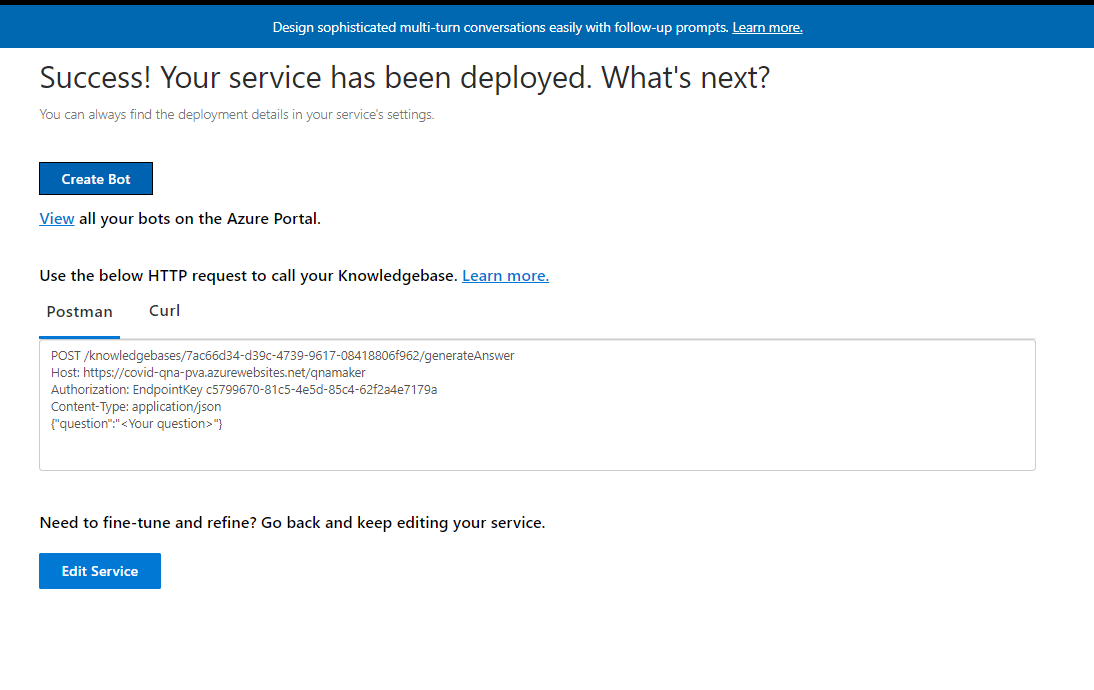 Design sophisticated multi-turn conversations easily with follow-up prompts. Learn more.
Success! Your service has been deployed. What's next?
You can always find the deployment details in your service's settings.
Create Bot
View all your bots on the Azure Portal.
Use the below HTTP request to call your Knowledgebase. Learn more.
Postman Curl
POST /knowledgebases/7ac66d34-d39c-4739-9617-08418806f962/generateAnswer
Host: https://covid-qna-pva.azurewebsites.net/qnamaker
Authorization: EndpointKey c5799670-81c5-4e5d-85c4-62f2a4e7179a
Content-Type: application/json
{"question":"<Your question>"}
Need to fine-tune and refine? Go back and keep editing your service.
Edit Service